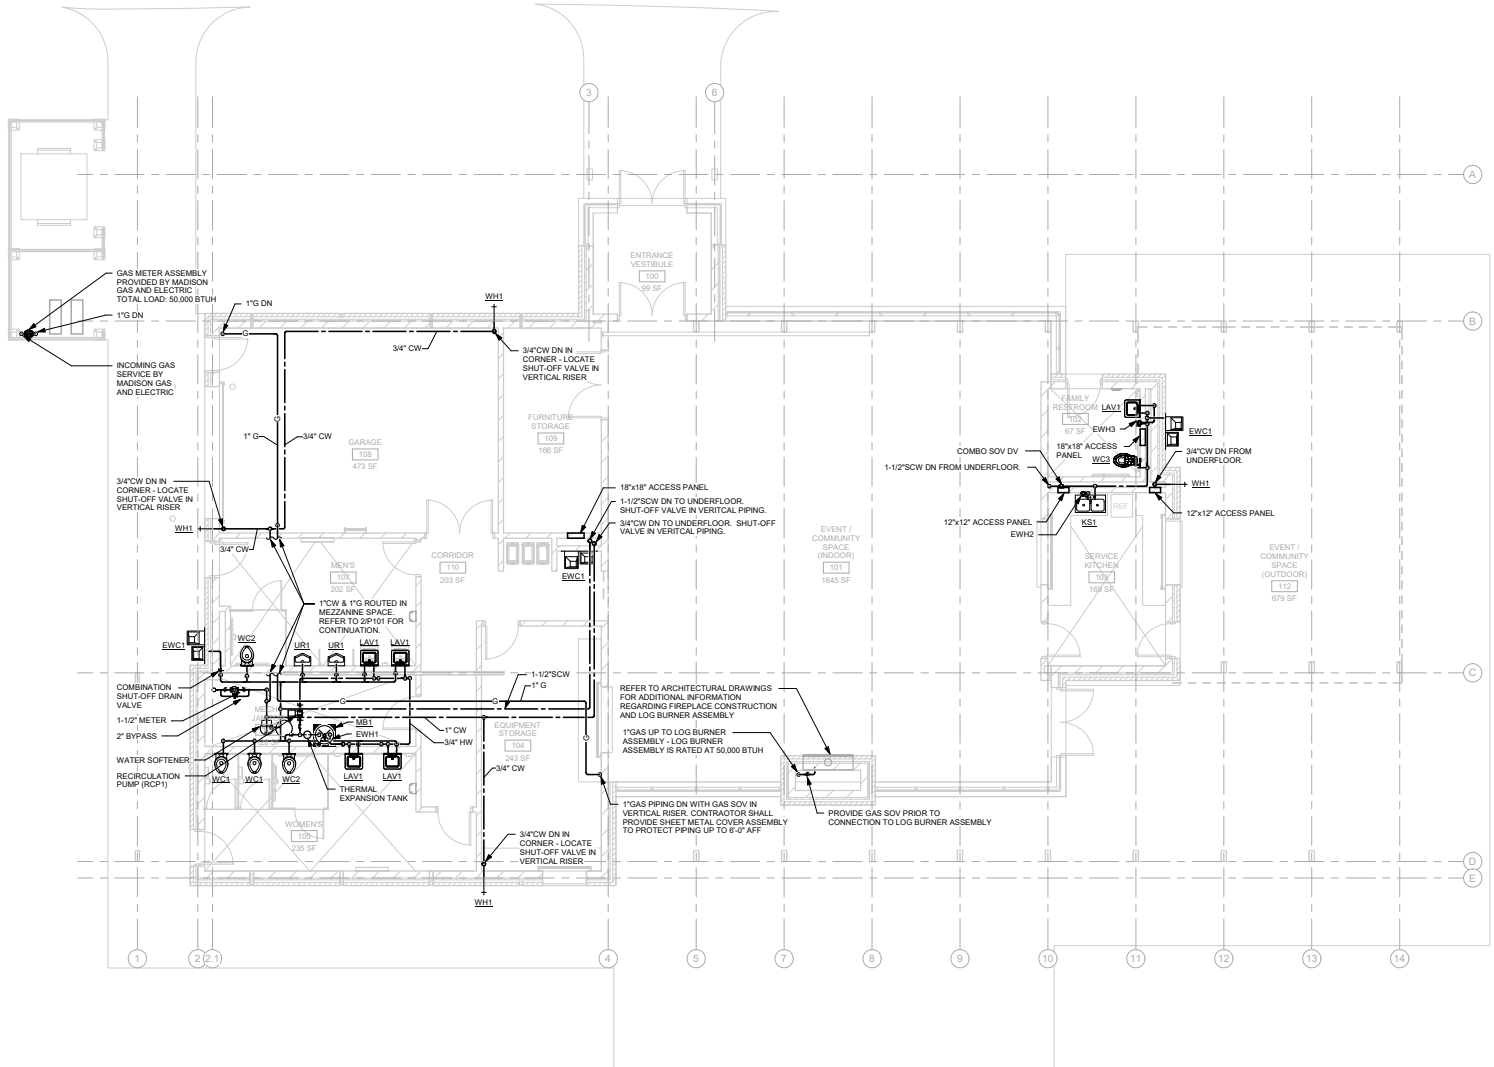 3
6
A
ENTRANCE
VESTIBULE
100
99 SF
GAS METER ASSEMBLY
PROVIDED BY MADISON
GAS AND ELECTRIC
TOTAL LOAD: 50,000 BTUH
1"G DN
1"G DN
INCOMING GAS
SERVICE BY
MADISON GAS
AND ELECTRIC
WH1
G
3/4" CW
3/4"CW DN IN
CORNER - LOCATE
SHUT-OFF VALVE IN
VERTICAL RISER
B
G
1" G
3/4" CW
GARAGE
108
473 SF
FURNITURE
STORAGE
109
166 SF
FAMILY
RESTROOM
102
67 SF
LAV1
EWH3
EWC1
18"x18" ACCESS
PANEL
WC3
COMBO SOV DV
1-1/2"SCW DN FROM UNDERFLOOR.
3/4"CW DN FROM
UNDERFLOOR.
WH1
12"x12" ACCESS PANEL
12"x12" ACCESS PANEL
EWH2
KS1
REF.
3/4"CW DN IN
CORNER - LOCATE
SHUT-OFF VALVE IN
VERTICAL RISER
WH1
3/4" CW
18"x18" ACCESS PANEL
1-1/2"SCW DN TO UNDERFLOOR.
SHUT-OFF VALVE IN VERITCAL PIPING.
3/4"CW DN TO UNDERFLOOR. SHUT-OFF
VALVE IN VERITCAL PIPING.
EWC1
MEN'S
107
202 SF
CORRIDOR
110
203 SF
EVENT /
COMMUNITY
SPACE
(INDOOR)
101
1645 SF
SERVICE
KITCHEN
103
169 SF
EVENT /
COMMUNITY
SPACE
(OUTDOOR)
112
679 SF
1"CW & 1"G ROUTED IN
MEZZANINE SPACE.
REFER TO 2/P101 FOR
CONTINUATION.
EWC1
WC2
UR1
UR1
LAV1
LAV1
C
COMBINATION
SHUT-OFF DRAIN
VALVE
1-1/2" METER
2" BYPASS
WATER SOFTENER
RECIRCULATION
PUMP (RCP1)
1-1/2"SCW
1" G
G
G
G
MB1
EWH1
1" CW
3/4" HW
EQUIPMENT
STORAGE
104
243 SF
3/4" CW
WC1
WC1
WC2
LAV1
LAV1
THERMAL
EXPANSION TANK
WOMEN'S
105
235 SF
REFER TO ARCHITECTURAL DRAWINGS
FOR ADDITIONAL INFORMATION
REGARDING FIREPLACE CONSTRUCTION
AND LOG BURNER ASSEMBLY
1"GAS UP TO LOG BURNER
ASSEMBLY - LOG BURNER
ASSEMBLY IS RATED AT 50,000 BTUH
1"GAS PIPING DN WITH GAS SOV IN
VERTICAL RISER. CONTRAOTOR SHALL
PROVIDE SHEET METAL COVER ASSEMBLY
TO PROTECT PIPING UP TO 6'-0" AFF
PROVIDE GAS SOV PRIOR TO
CONNECTION TO LOG BURNER ASSEMBLY
3/4"CW DN IN
CORNER - LOCATE
SHUT-OFF VALVE IN
VERTICAL RISER
WH1
D
E
1
2
2.1
4
5
7
8
9
10
11
12
13
14